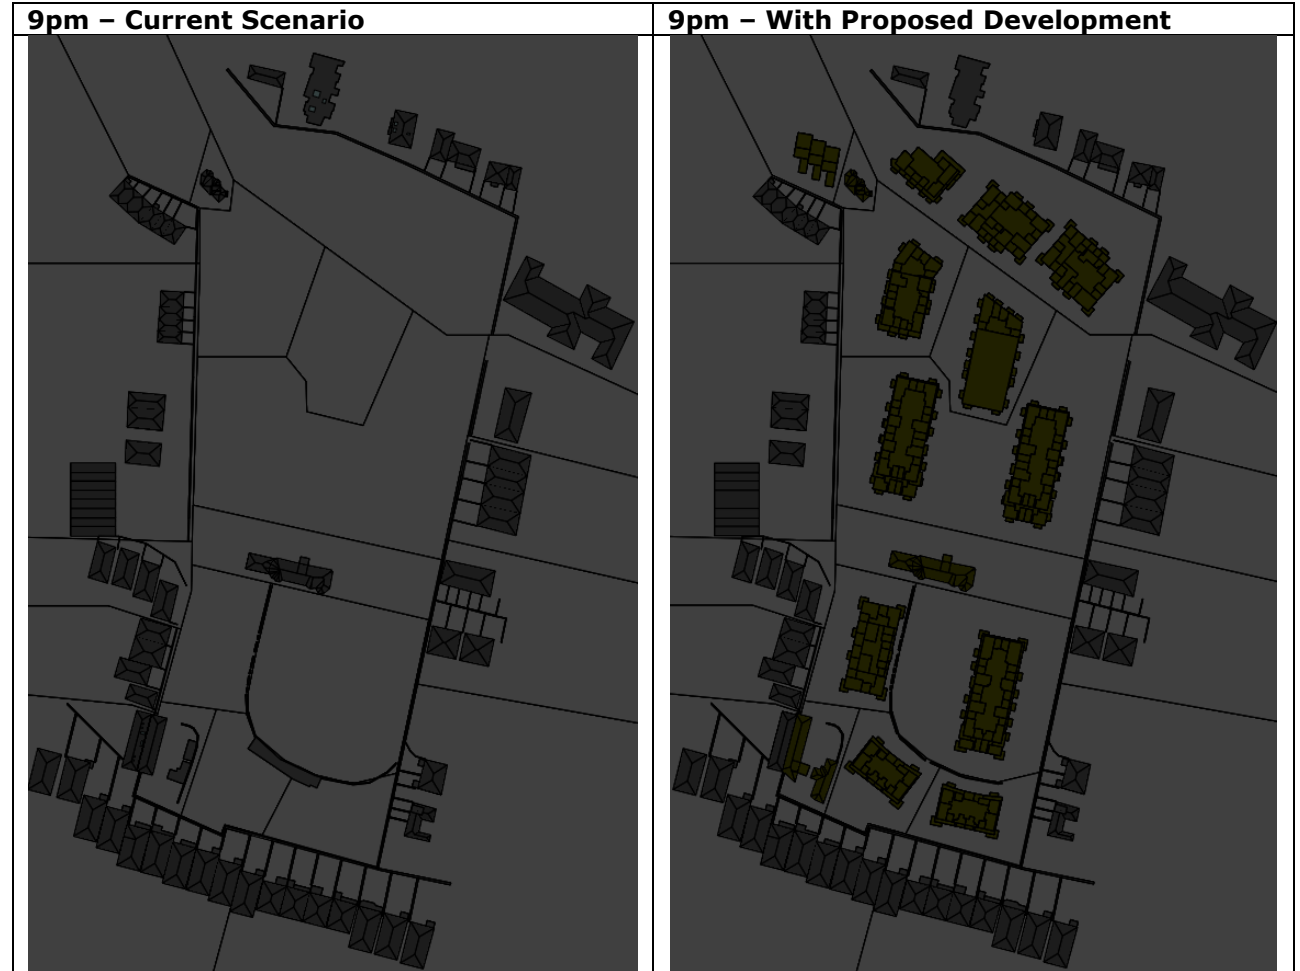 9pm – Current Scenario
9pm – With Proposed Development